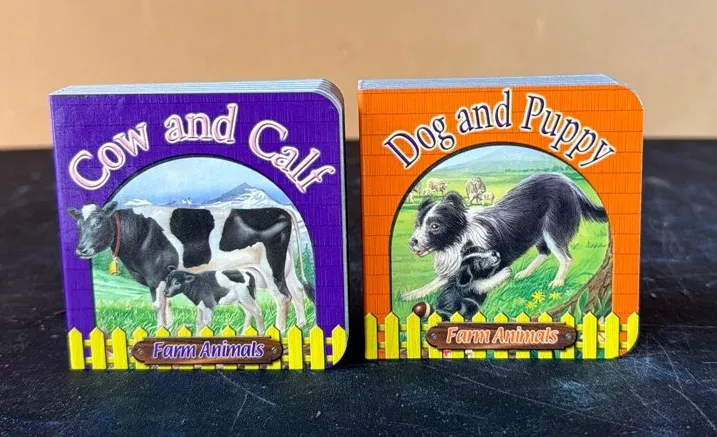 Cow and Calf
Farm Animals
Dog and Puppy
Farm Animals